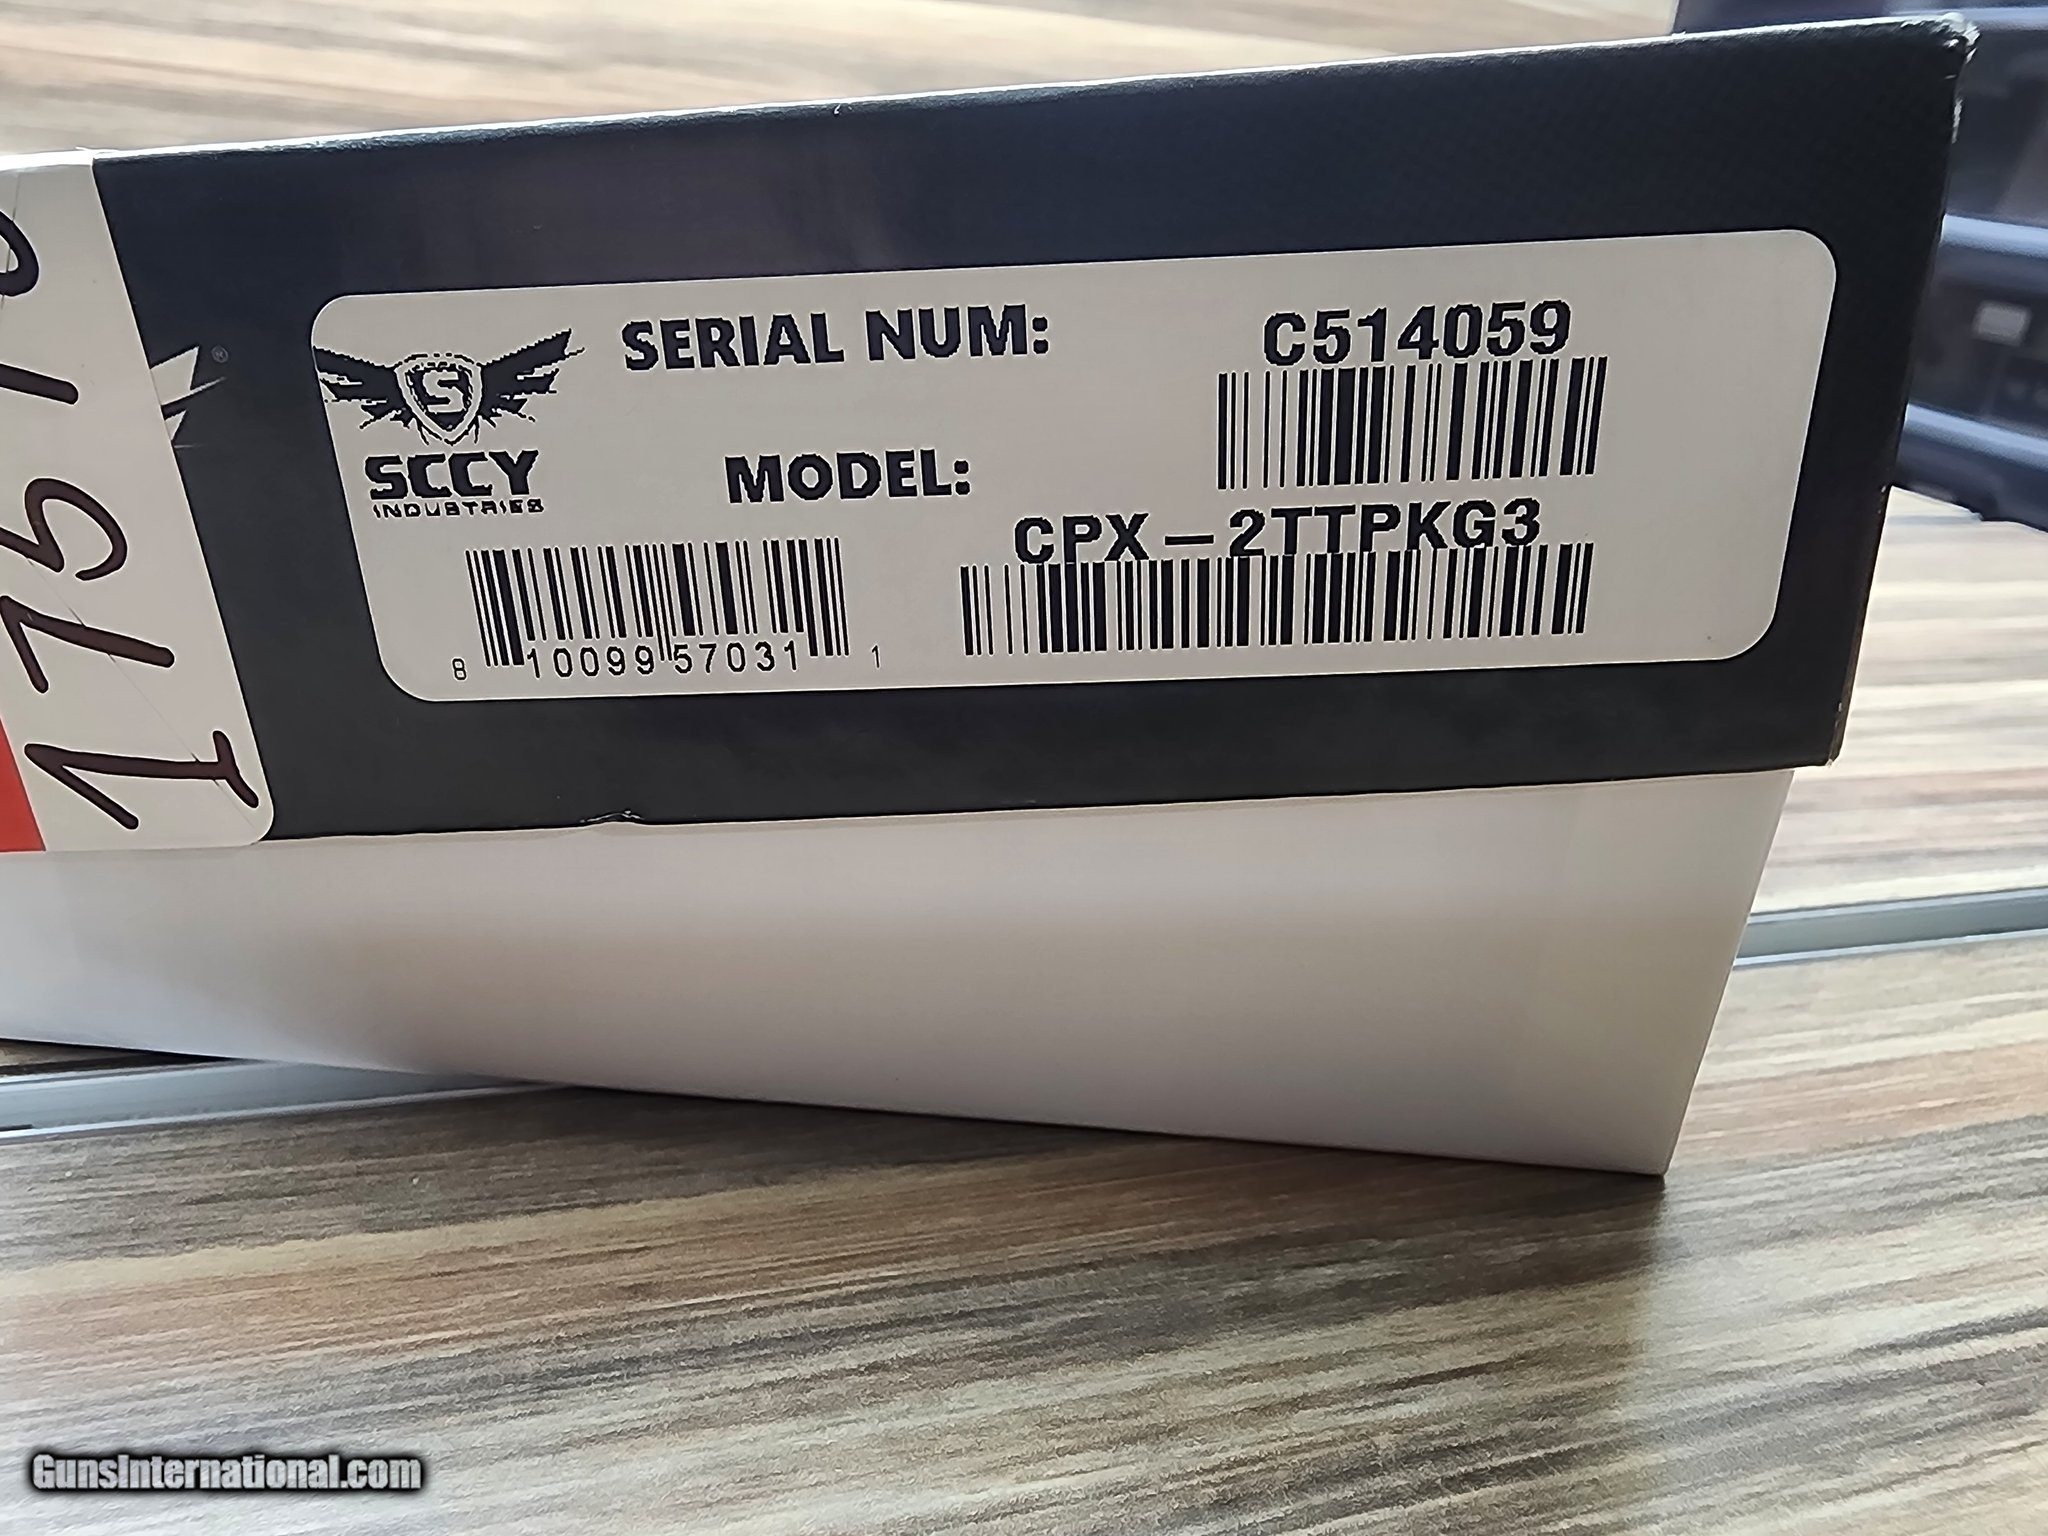 SERIAL NUM:
C514059
S
SCCY
INDUSTRIES
MODEL:
CPX-2TTPKG3
8 10099 57031 1
®
GunsInternational.com